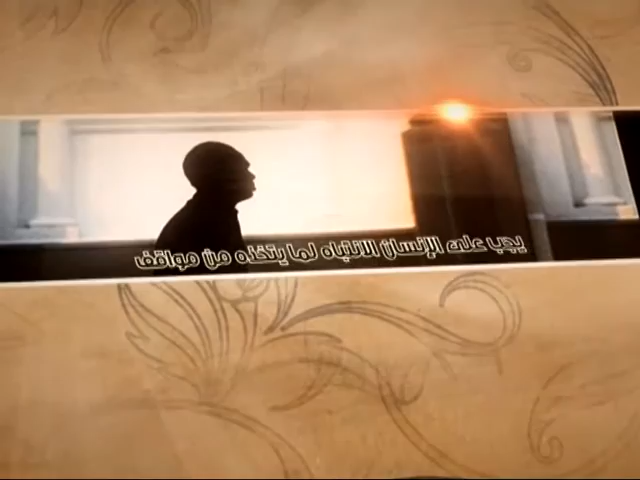 يجب على الإنسان الانتباه لما يتخذه من مواقف